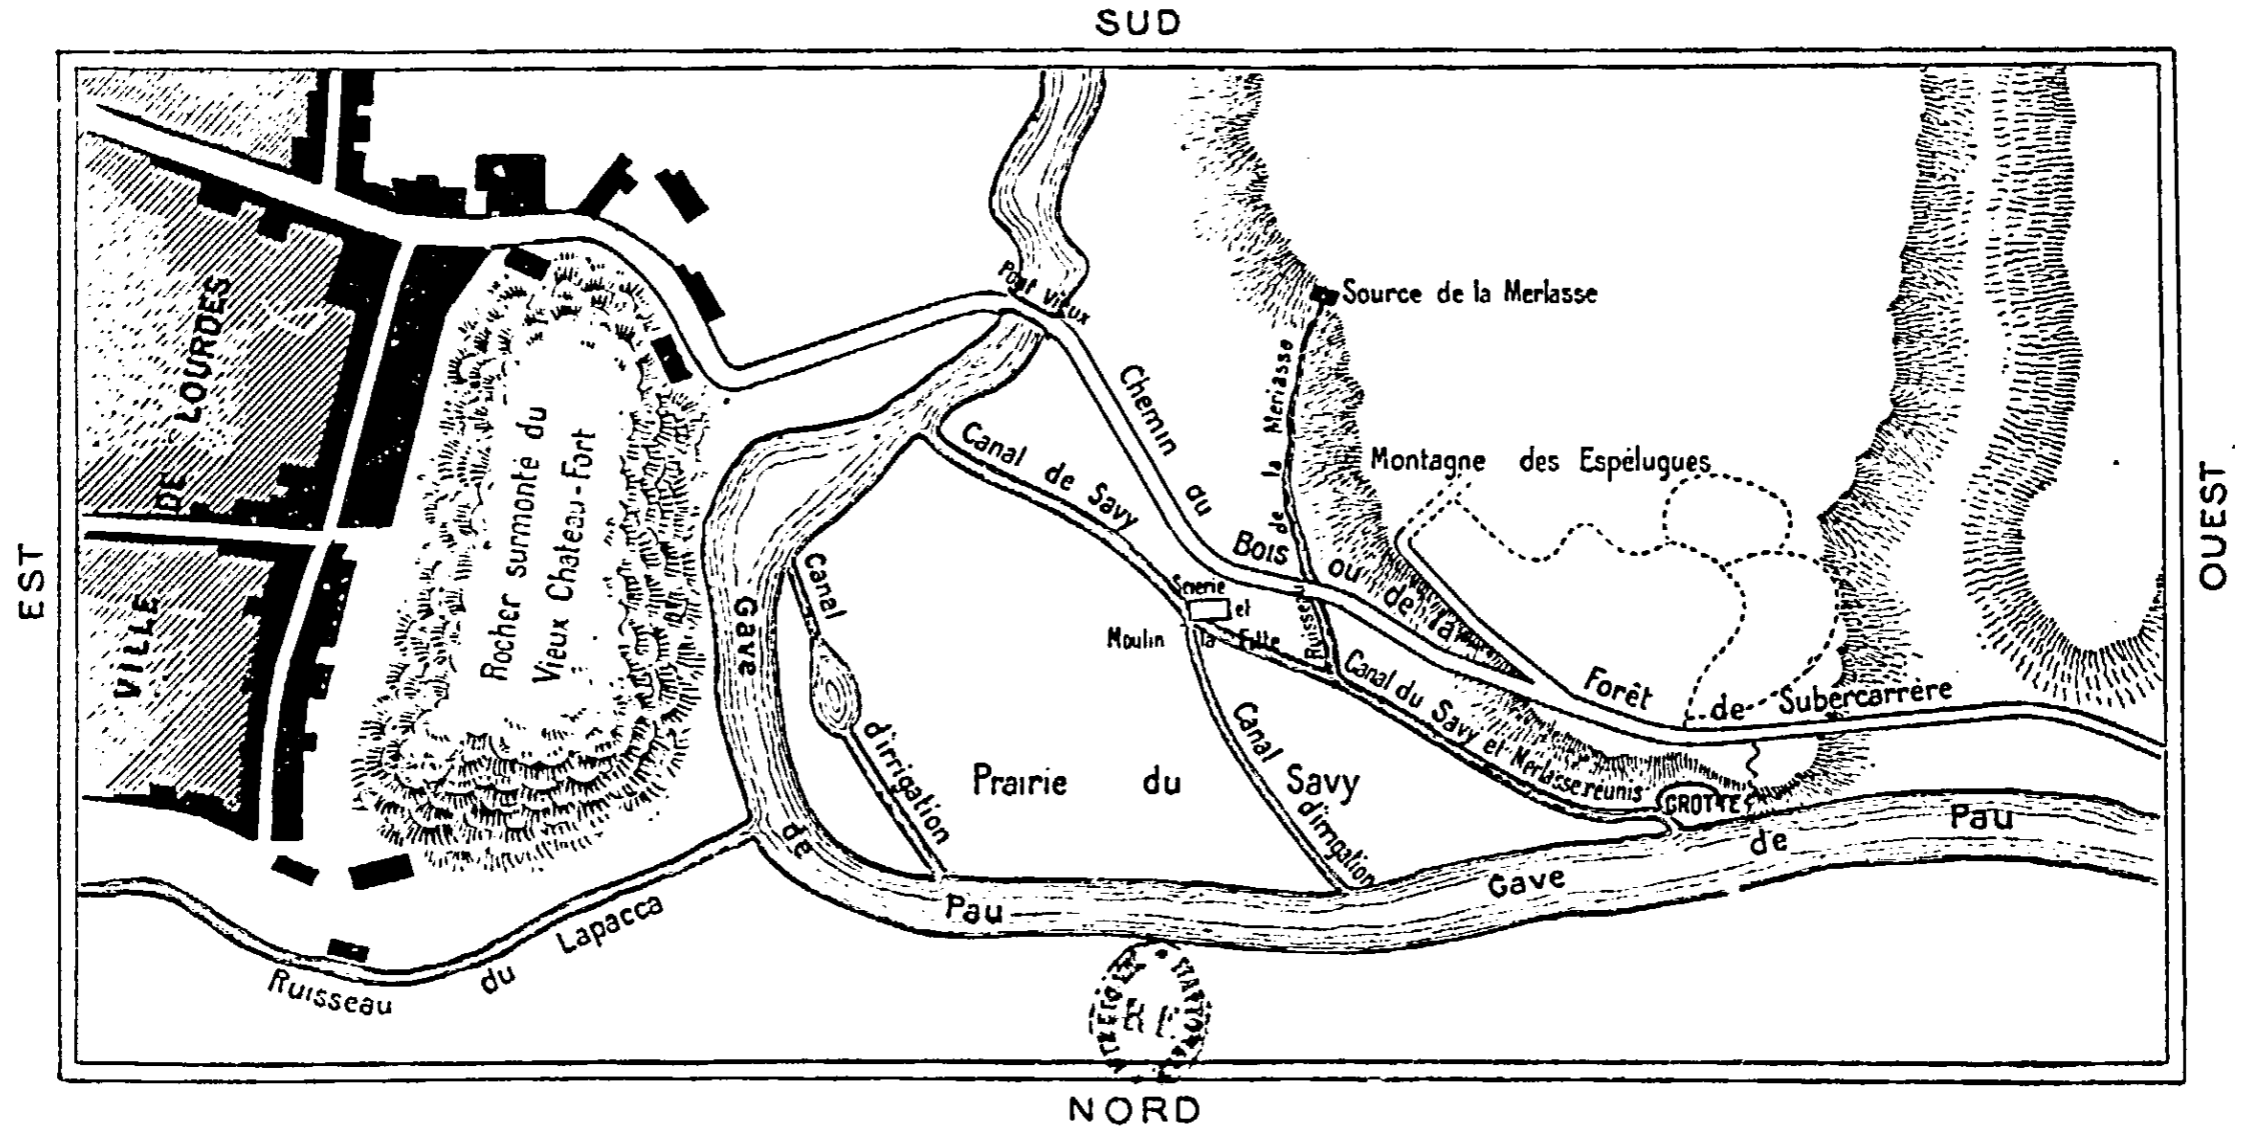 SUD
EST
OUEST
NORD
VILLE DE LOURDES
Rocher surmonté du
Vieux Chateau-Fort
Pont Vieux
Source de la Merlasse
Ruisseau de la Merlasse
Chemin au Bois ou de la Forêt de Subercarrère
Montagne des Espélugues
Canal de Savy
Scierie
et
Moulin la-Fitte
Canal du Savy et Merlasse réunis
GROTTE
Canal d'irrigation
Prairie du Savy
Canal d'irrigation
Gave de Pau
Gave de Pau
Ruisseau du Lapacca